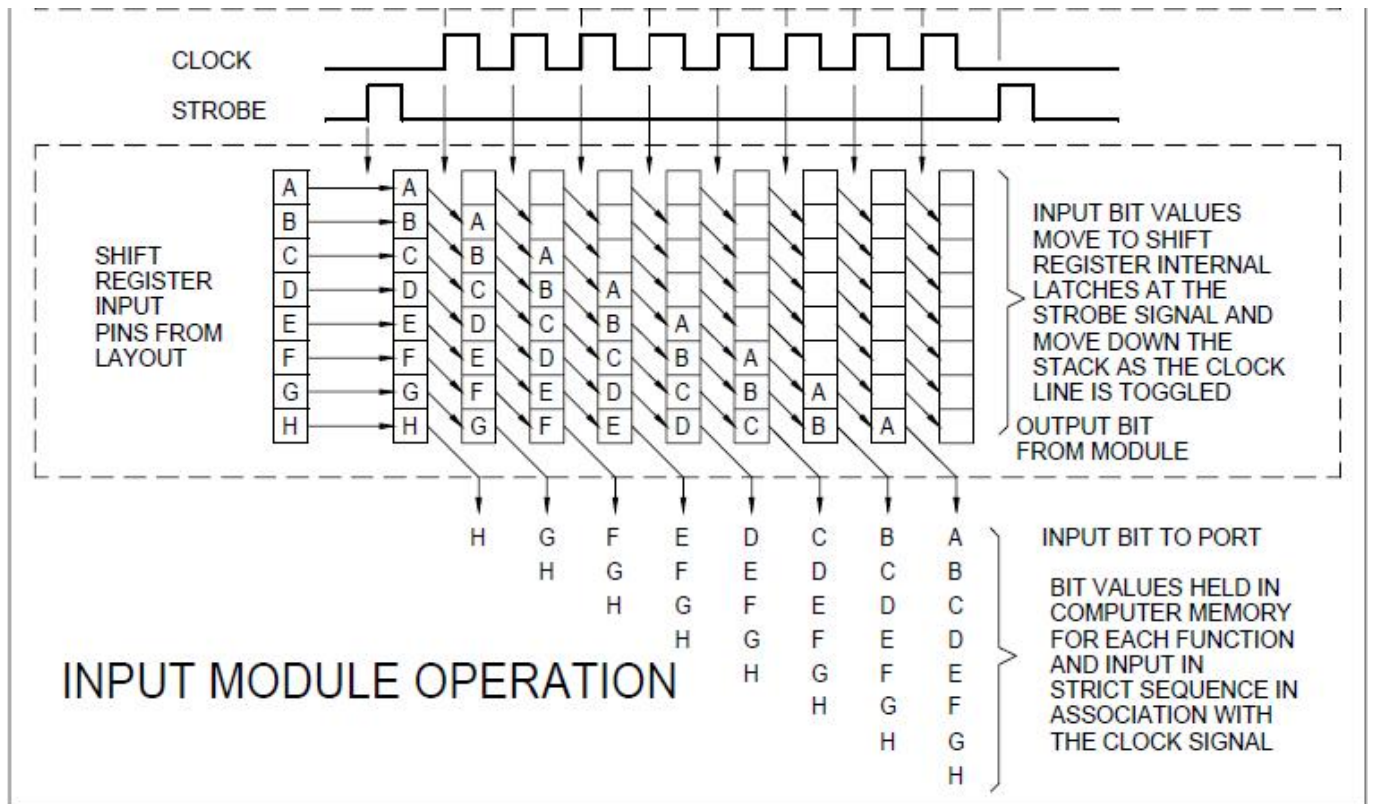 CLOCK
STROBE
SHIFT
REGISTER
INPUT
PINS FROM
LAYOUT
A A
B B A
C C B A
D D C B A
E E D C B A
F F E D C B A
G G F E D C B A
H H G F E D C B A
INPUT BIT VALUES
MOVE TO SHIFT
REGISTER INTERNAL
LATCHES AT THE
STROBE SIGNAL AND
MOVE DOWN THE
STACK AS THE CLOCK
LINE IS TOGGLED
OUTPUT BIT
FROM MODULE
H G F E D C B A
H G F E D C B
H G F E D C
H G F E D
H G F E
H G F
H G
H
INPUT BIT TO PORT
BIT VALUES HELD IN
COMPUTER MEMORY
FOR EACH FUNCTION
AND INPUT IN
STRICT SEQUENCE IN
ASSOCIATION WITH
THE CLOCK SIGNAL
INPUT MODULE OPERATION